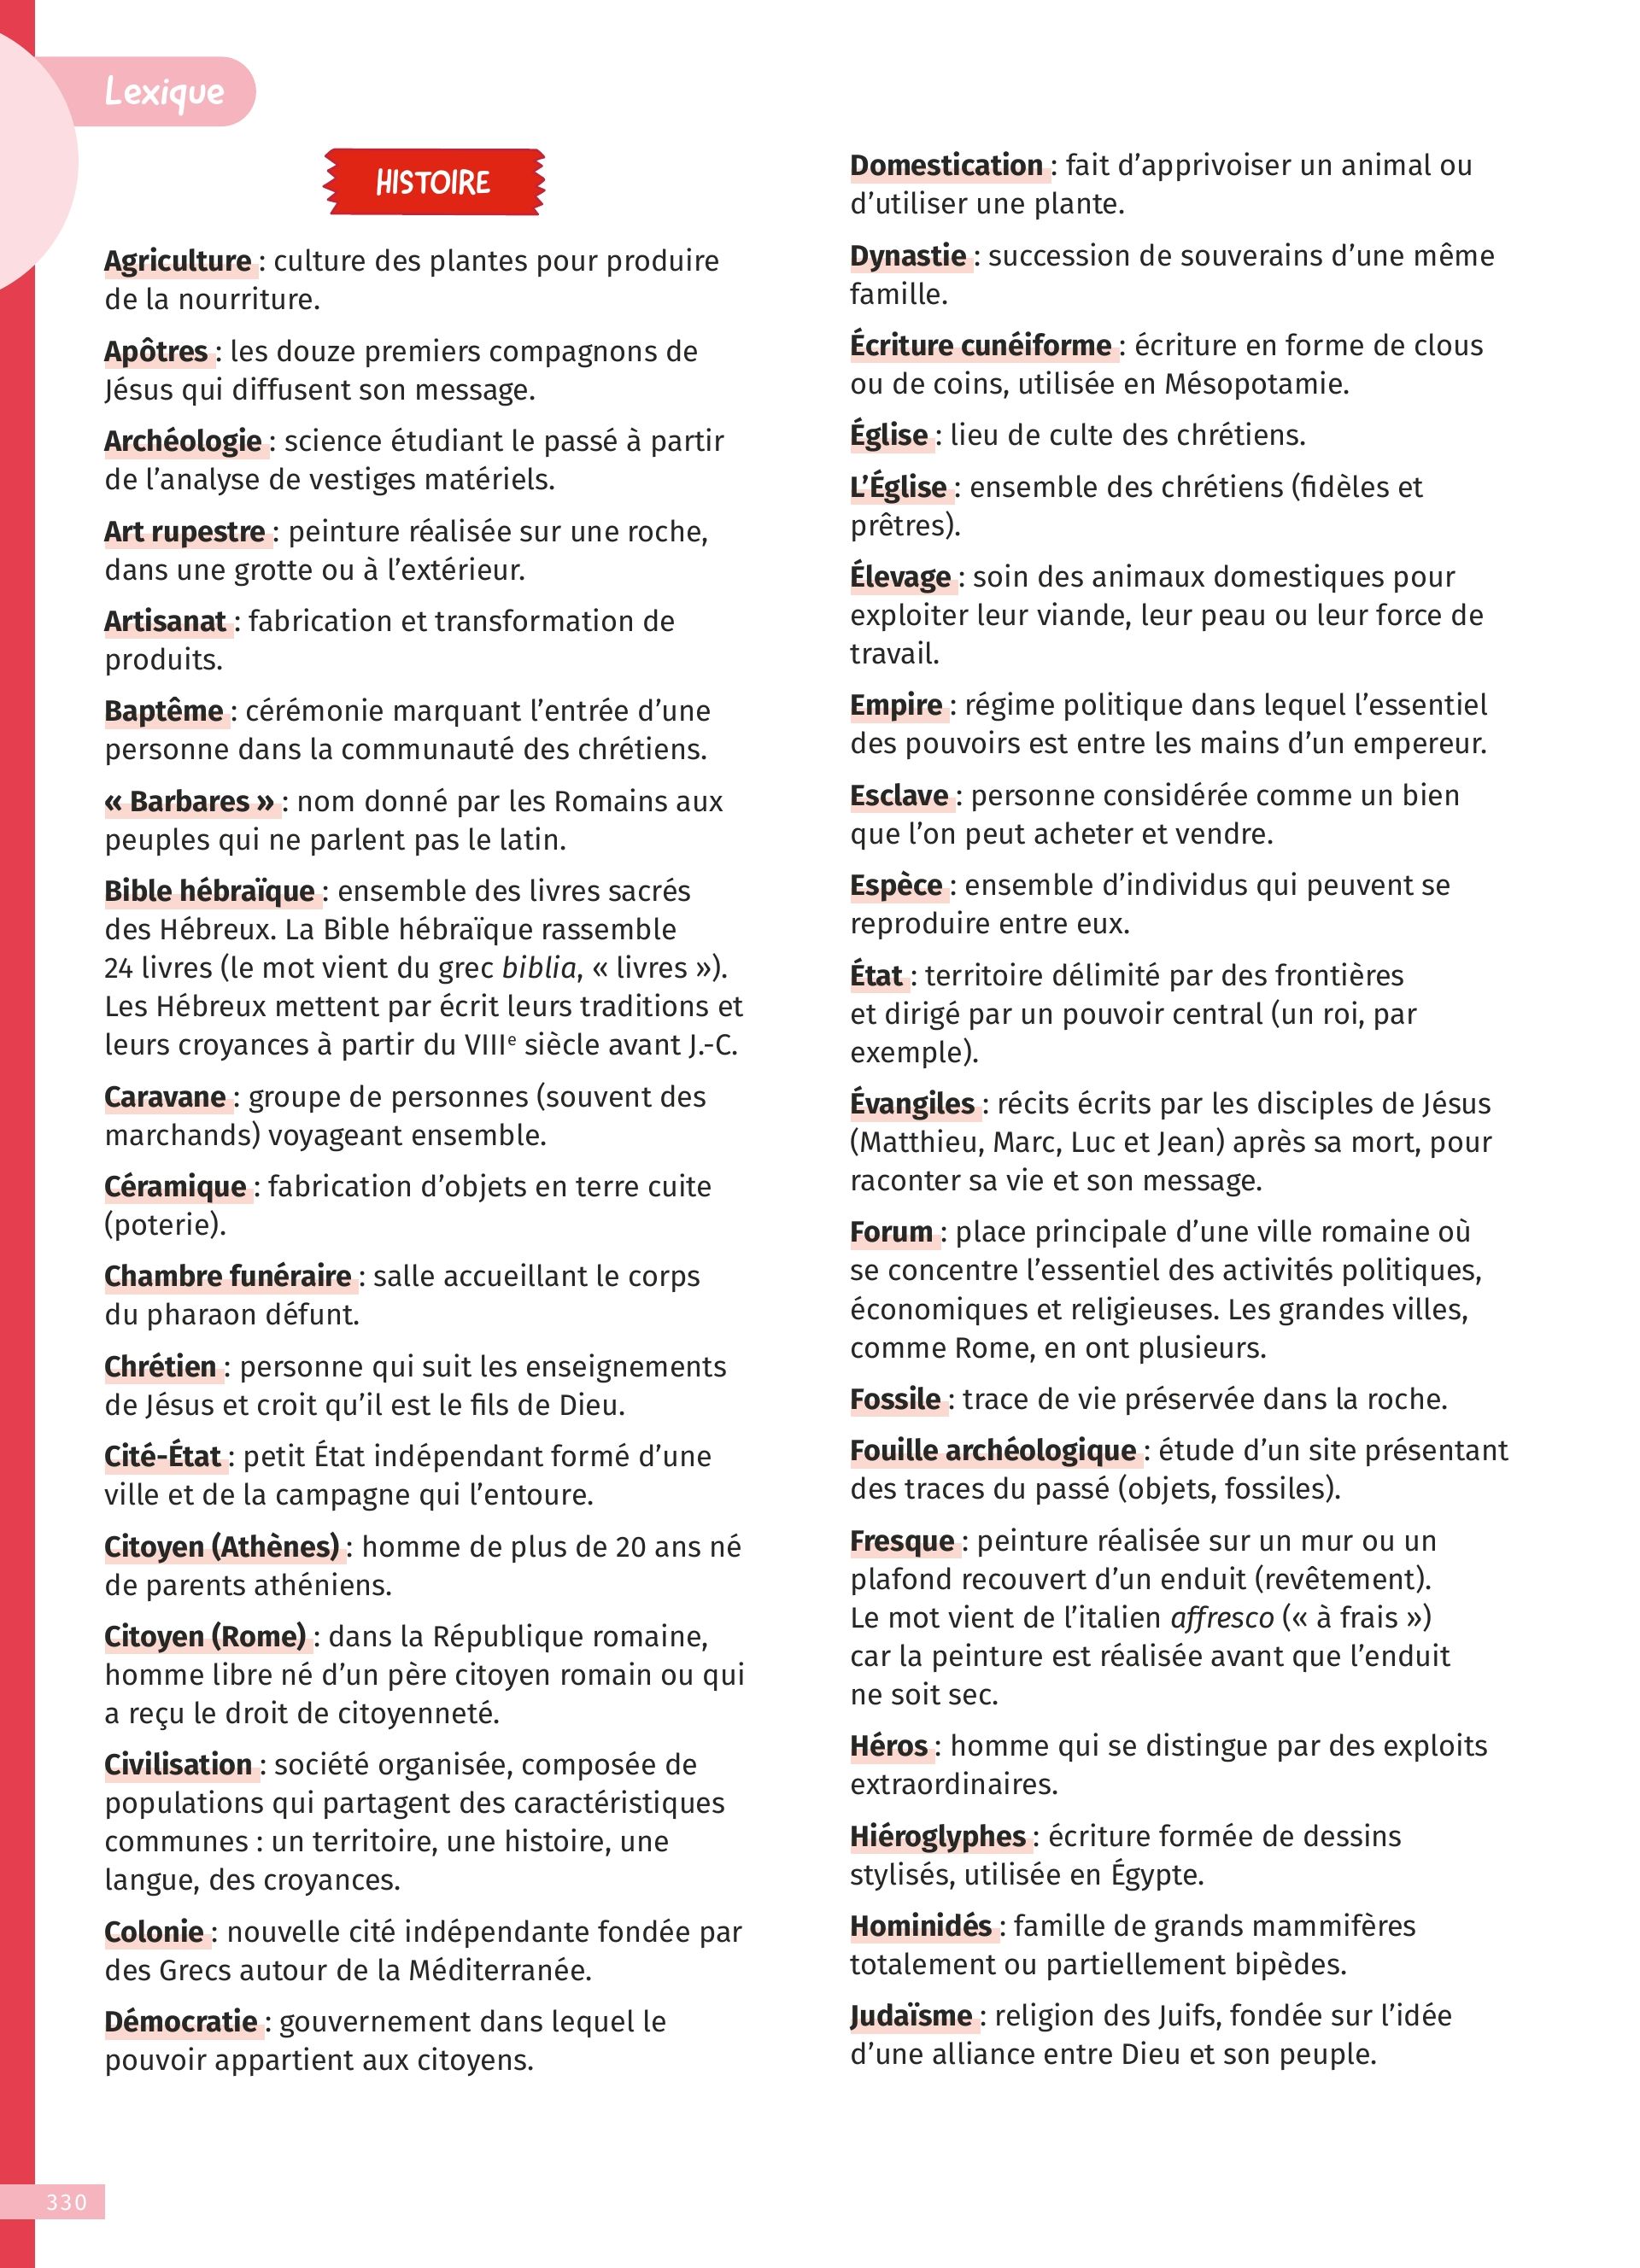 Lexique
HISTOIRE
Agriculture : culture des plantes pour produire
de la nourriture.
Apôtres : les douze premiers compagnons de
Jésus qui diffusent son message.
Archéologie : science étudiant le passé à partir
de l’analyse de vestiges matériels.
Art rupestre : peinture réalisée sur une roche,
dans une grotte ou à l’extérieur.
Artisanat : fabrication et transformation de
produits.
Baptême : cérémonie marquant l’entrée d’une
personne dans la communauté des chrétiens.
« Barbares » : nom donné par les Romains aux
peuples qui ne parlent pas le latin.
Bible hébraïque : ensemble des livres sacrés
des Hébreux. La Bible hébraïque rassemble
24 livres (le mot vient du grec biblia, « livres »).
Les Hébreux mettent par écrit leurs traditions et
leurs croyances à partir du VIIIe siècle avant J.-C.
Caravane : groupe de personnes (souvent des
marchands) voyageant ensemble.
Céramique : fabrication d’objets en terre cuite
(poterie).
Chambre funéraire : salle accueillant le corps
du pharaon défunt.
Chrétien : personne qui suit les enseignements
de Jésus et croit qu’il est le fils de Dieu.
Cité-État : petit État indépendant formé d’une
ville et de la campagne qui l’entoure.
Citoyen (Athènes) : homme de plus de 20 ans né
de parents athéniens.
Citoyen (Rome) : dans la République romaine,
homme libre né d’un père citoyen romain ou qui
a reçu le droit de citoyenneté.
Civilisation : société organisée, composée de
populations qui partagent des caractéristiques
communes : un territoire, une histoire, une
langue, des croyances.
Colonie : nouvelle cité indépendante fondée par
des Grecs autour de la Méditerranée.
Démocratie : gouvernement dans lequel le
pouvoir appartient aux citoyens.
Domestication : fait d’apprivoiser un animal ou
d’utiliser une plante.
Dynastie : succession de souverains d’une même
famille.
Écriture cunéiforme : écriture en forme de clous
ou de coins, utilisée en Mésopotamie.
Église : lieu de culte des chrétiens.
L’Église : ensemble des chrétiens (fidèles et
prêtres).
Élevage : soin des animaux domestiques pour
exploiter leur viande, leur peau ou leur force de
travail.
Empire : régime politique dans lequel l’essentiel
des pouvoirs est entre les mains d’un empereur.
Esclave : personne considérée comme un bien
que l’on peut acheter et vendre.
Espèce : ensemble d’individus qui peuvent se
reproduire entre eux.
État : territoire délimité par des frontières
et dirigé par un pouvoir central (un roi, par
exemple).
Évangiles : récits écrits par les disciples de Jésus
(Matthieu, Marc, Luc et Jean) après sa mort, pour
raconter sa vie et son message.
Forum : place principale d’une ville romaine où
se concentre l’essentiel des activités politiques,
économiques et religieuses. Les grandes villes,
comme Rome, en ont plusieurs.
Fossile : trace de vie préservée dans la roche.
Fouille archéologique : étude d’un site présentant
des traces du passé (objets, fossiles).
Fresque : peinture réalisée sur un mur ou un
plafond recouvert d’un enduit (revêtement).
Le mot vient de l’italien affresco (« à frais »)
car la peinture est réalisée avant que l’enduit
ne soit sec.
Héros : homme qui se distingue par des exploits
extraordinaires.
Hiéroglyphes : écriture formée de dessins
stylisés, utilisée en Égypte.
Hominidés : famille de grands mammifères
totalement ou partiellement bipèdes.
Judaïsme : religion des Juifs, fondée sur l’idée
d’une alliance entre Dieu et son peuple.
330